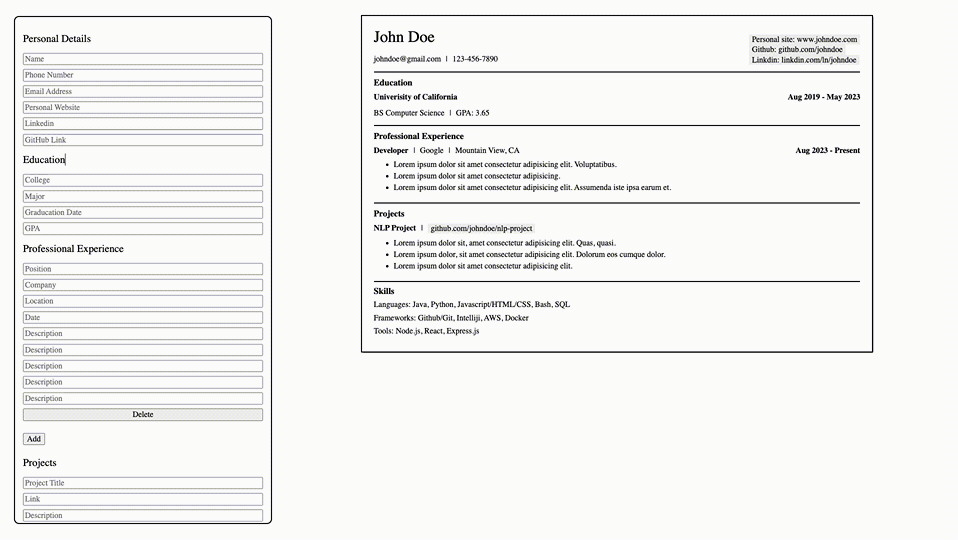 Personal Details
Name
Phone Number
Email Address
Personal Website
Linkedin
GitHub Link
Education
College
Major
Graducation Date
GPA
Professional Experience
Position
Company
Location
Date
Description
Description
Description
Description
Description
Delete
Add
Projects
Project Title
Link
Description
John Doe
johndoe@gmail.com | 123-456-7890
Personal site: www.johndoe.com
Github: github.com/johndoe
Linkdin: linkdin.com/ln/johndoe
Education
Univerisity of California Aug 2019 - May 2023
BS Computer Science | GPA: 3.65
Professional Experience
Developer | Google | Mountain View, CA Aug 2023 - Present
• Lorem ipsum dolor sit amet consectetur adipisicing elit. Voluptatibus.
• Lorem ipsum dolor sit amet consectetur adipisicing.
• Lorem ipsum dolor sit amet consectetur adipisicing elit. Assumenda iste ipsa earum et.
Projects
NLP Project | github.com/johndoe/nlp-project
• Lorem ipsum dolor sit, amet consectetur adipisicing elit. Quas, quasi.
• Lorem ipsum dolor, sit amet consectetur adipisicing elit. Dolorum eos cumque dolor.
• Lorem ipsum dolor sit amet consectetur adipisicing elit.
Skills
Languages: Java, Python, Javascript/HTML/CSS, Bash, SQL
Frameworks: Github/Git, Intelliji, AWS, Docker
Tools: Node.js, React, Express.js